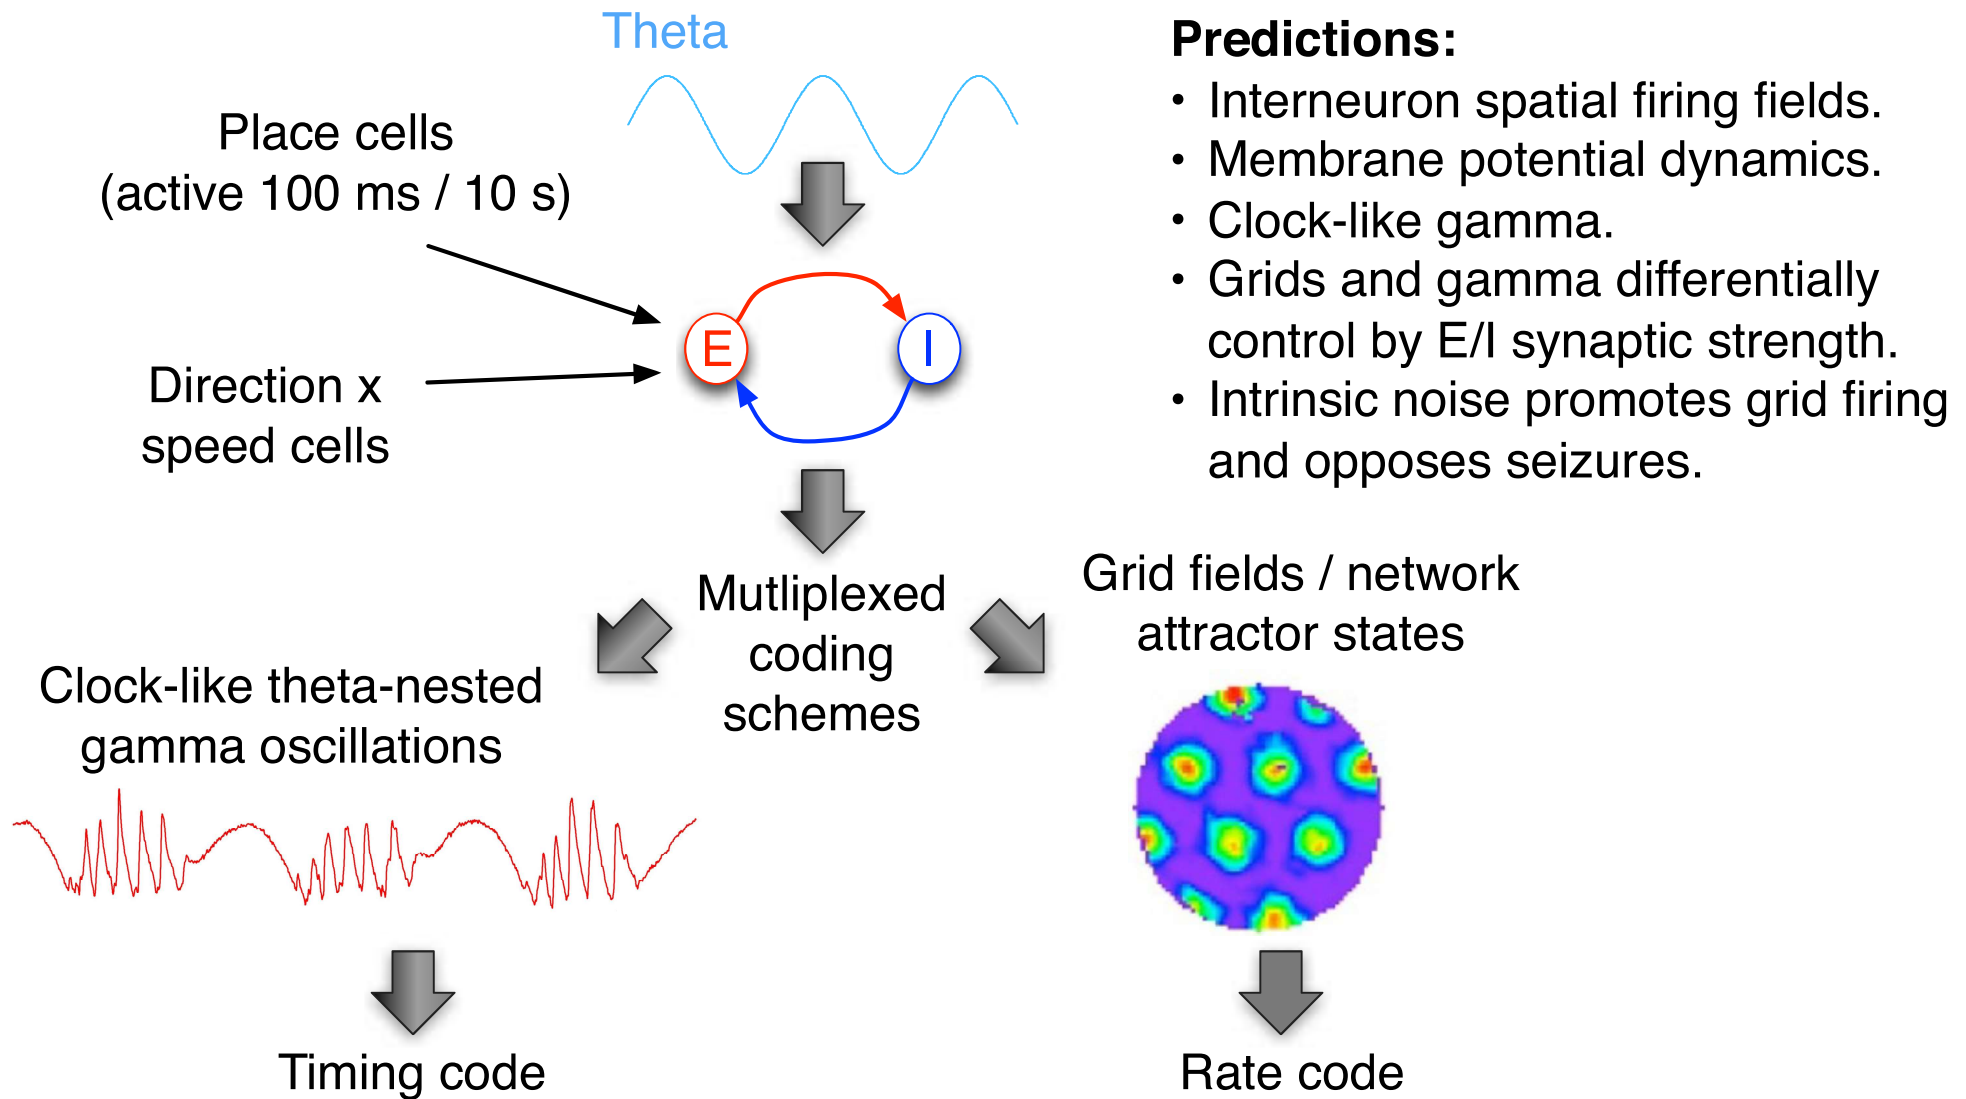 Theta
Place cells
(active 100 ms / 10 s)
Direction x
speed cells
E
I
Predictions:
• Interneuron spatial firing fields.
• Membrane potential dynamics.
• Clock-like gamma.
• Grids and gamma differentially
control by E/I synaptic strength.
• Intrinsic noise promotes grid firing
and opposes seizures.
Mutliplexed
coding
schemes
Clock-like theta-nested
gamma oscillations
Grid fields / network
attractor states
Timing code
Rate code